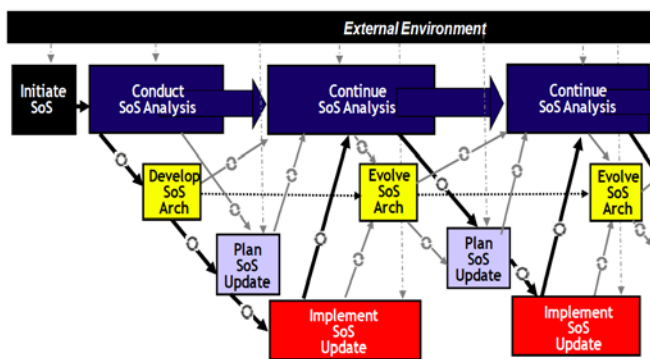 External Environment
Initiate
SoS
Conduct
SoS Analysis
Continue
SoS Analysis
Continue
SoS Analysis
Develop
SoS
Arch
Evolve
SoS
Arch
Evolve
SoS
Arch
Plan
SoS
Update
Plan
SoS
Update
Implement
SoS
Update
Implement
SoS
Update